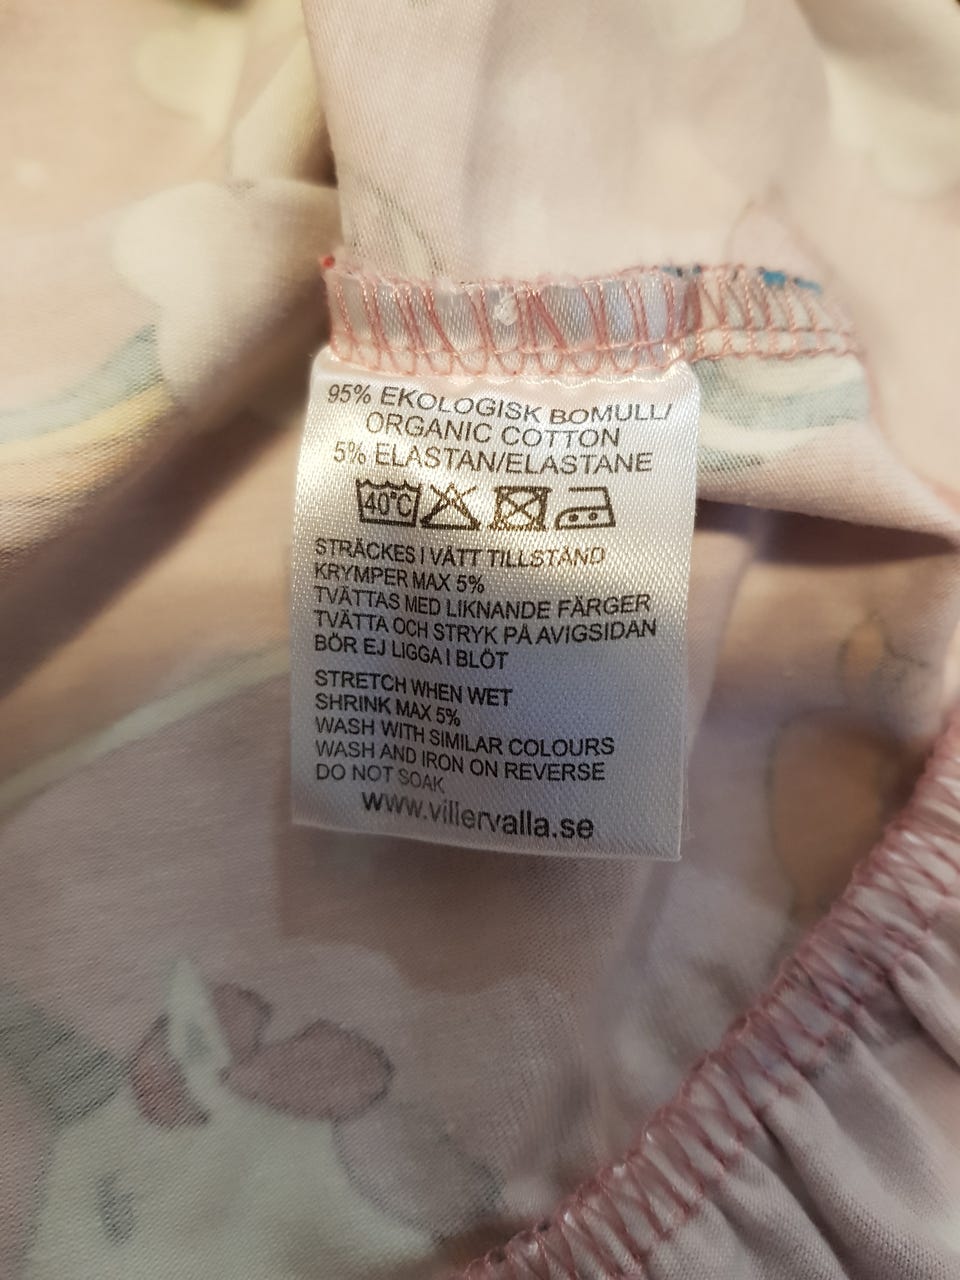 95% EKOLOGISK BOMULL/
ORGANIC COTTON
5% ELASTAN/ELASTANE
40°C
STRÄCKES I VÅTT TILLSTÅND
KRYMPER MAX 5%
TVÄTTAS MED LIKNANDE FÄRGER
TVÄTTA OCH STRYK PÅ AVIGSIDAN
BÖR EJ LIGGA I BLÖT
STRETCH WHEN WET
SHRINK MAX 5%
WASH WITH SIMILAR COLOURS
WASH AND IRON ON REVERSE
DO NOT SOAK
www.villervalla.se